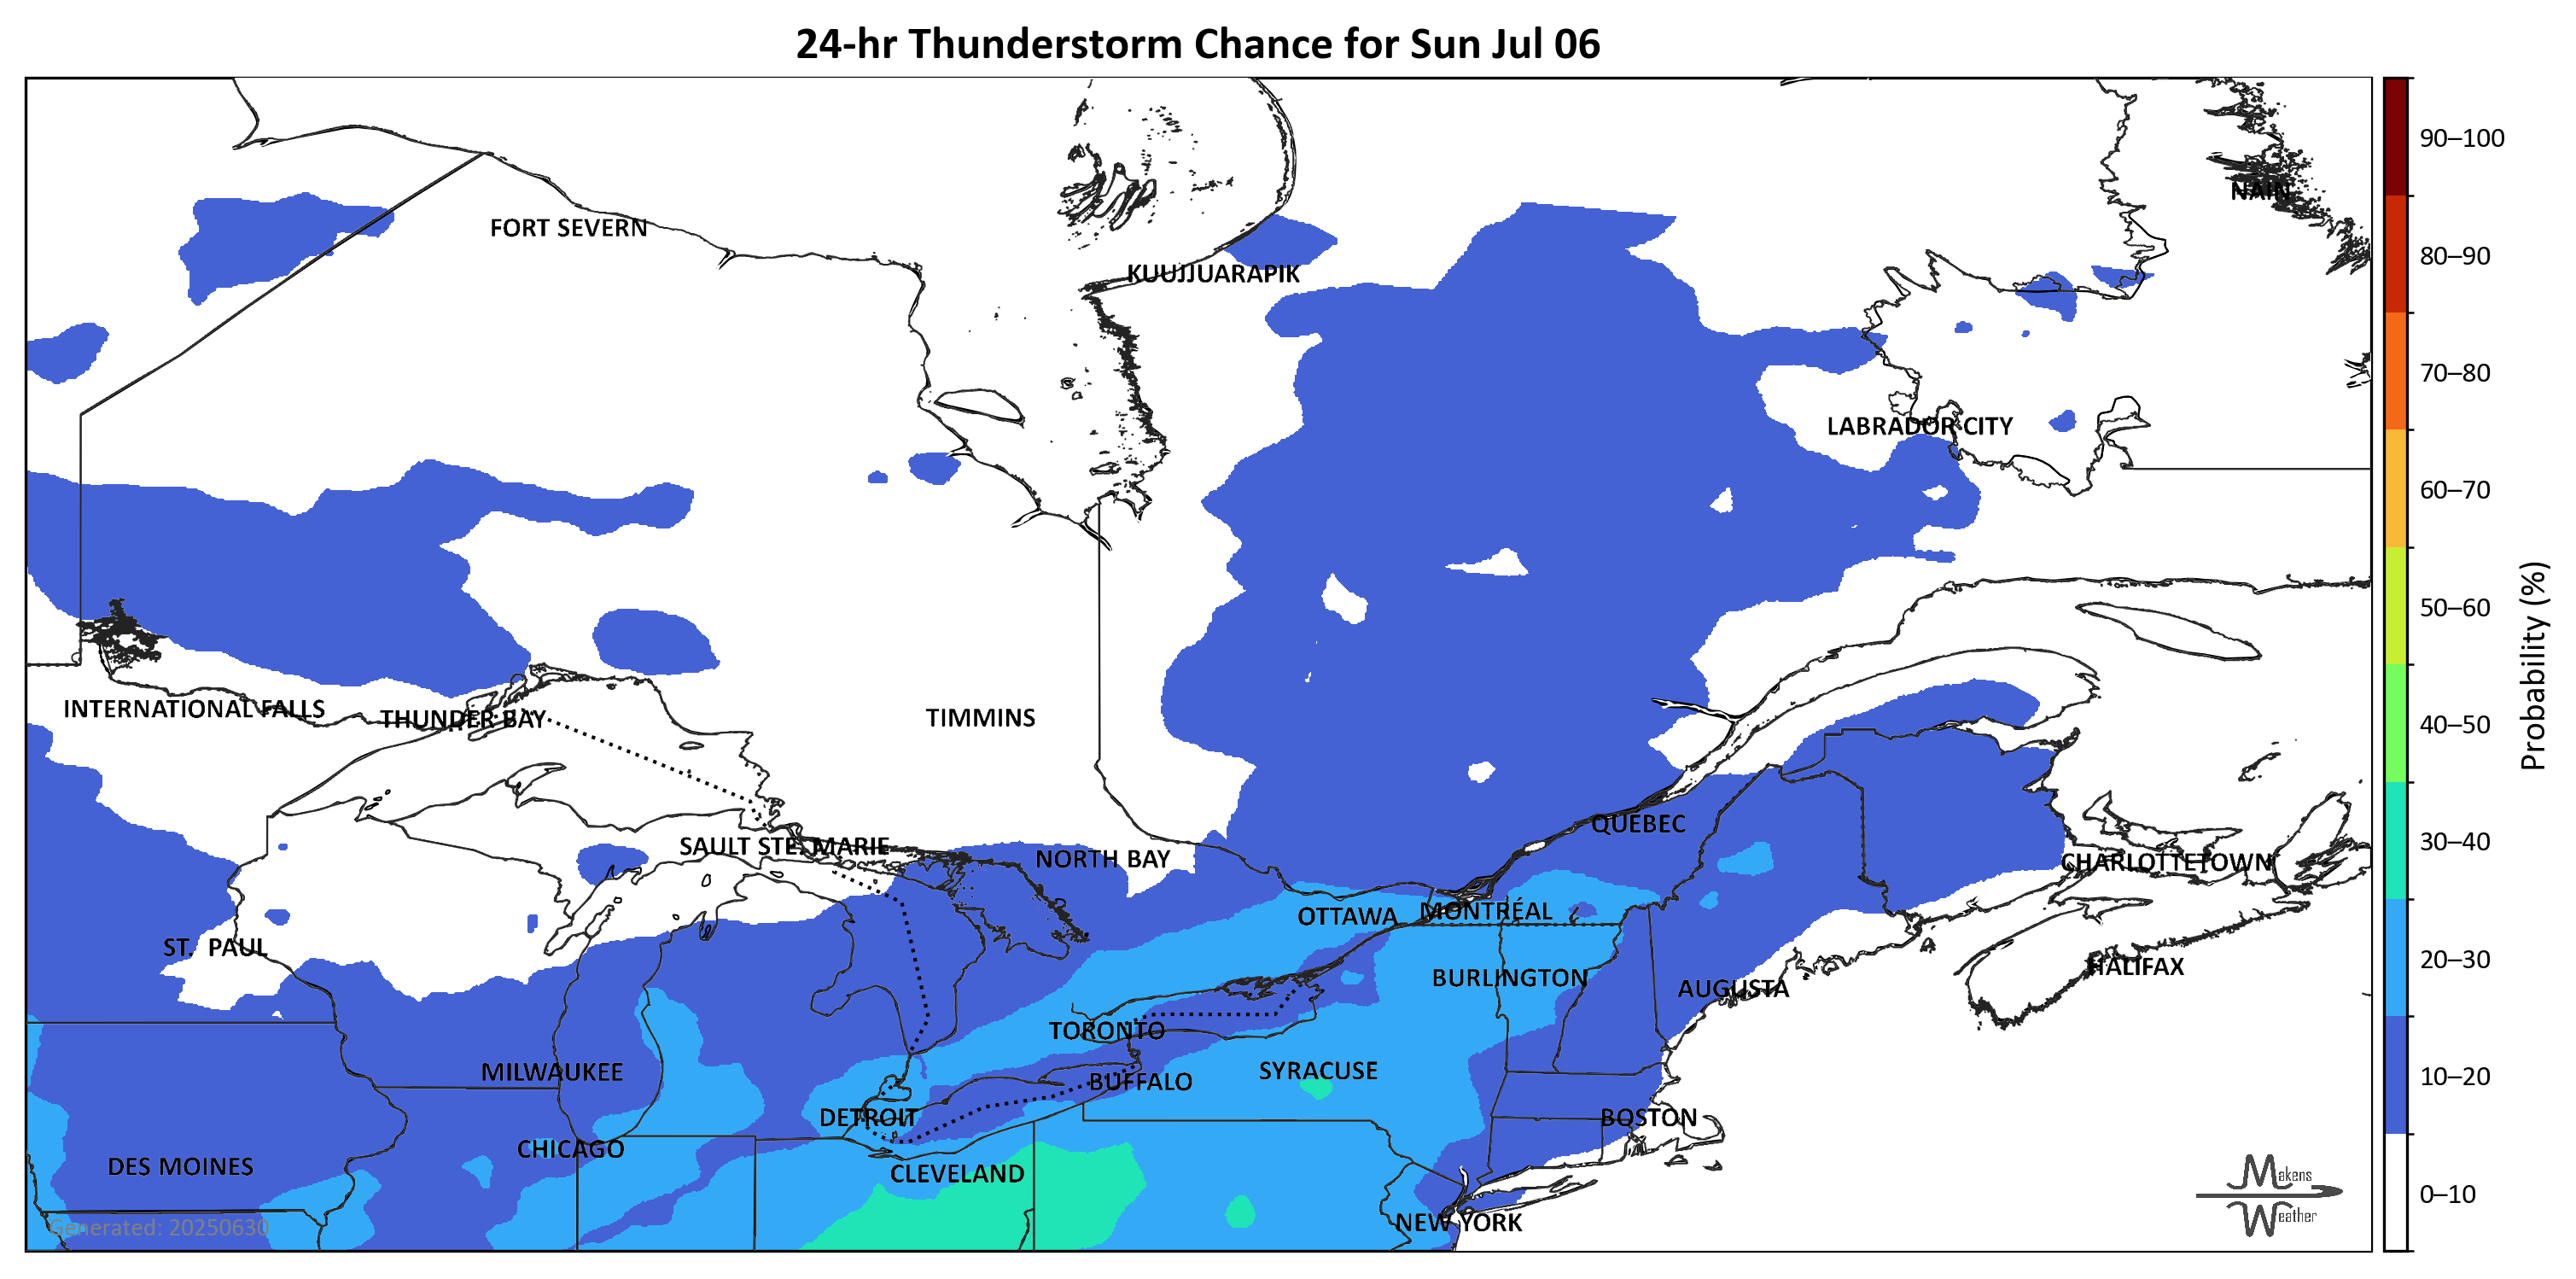 24-hr Thunderstorm Chance for Sun Jul 06
90–100
NAIN
FORT SEVERN
80–90
KUUJJUARAPIK
70–80
LABRADOR CITY
60–70
50–60
Probability (%)
INTERNATIONAL FALLS
THUNDER BAY
TIMMINS
40–50
QUEBEC
SAULT STE. MARIE
NORTH BAY
CHARLOTTETOWN
30–40
OTTAWA
MONTRÉAL
ST. PAUL
HALIFAX
20–30
BURLINGTON
AUGUSTA
TORONTO
MILWAUKEE
SYRACUSE
BUFFALO
10–20
DETROIT
BOSTON
CHICAGO
DES MOINES
CLEVELAND
Makens
Weather
0–10
NEW YORK
Generated: 20250630